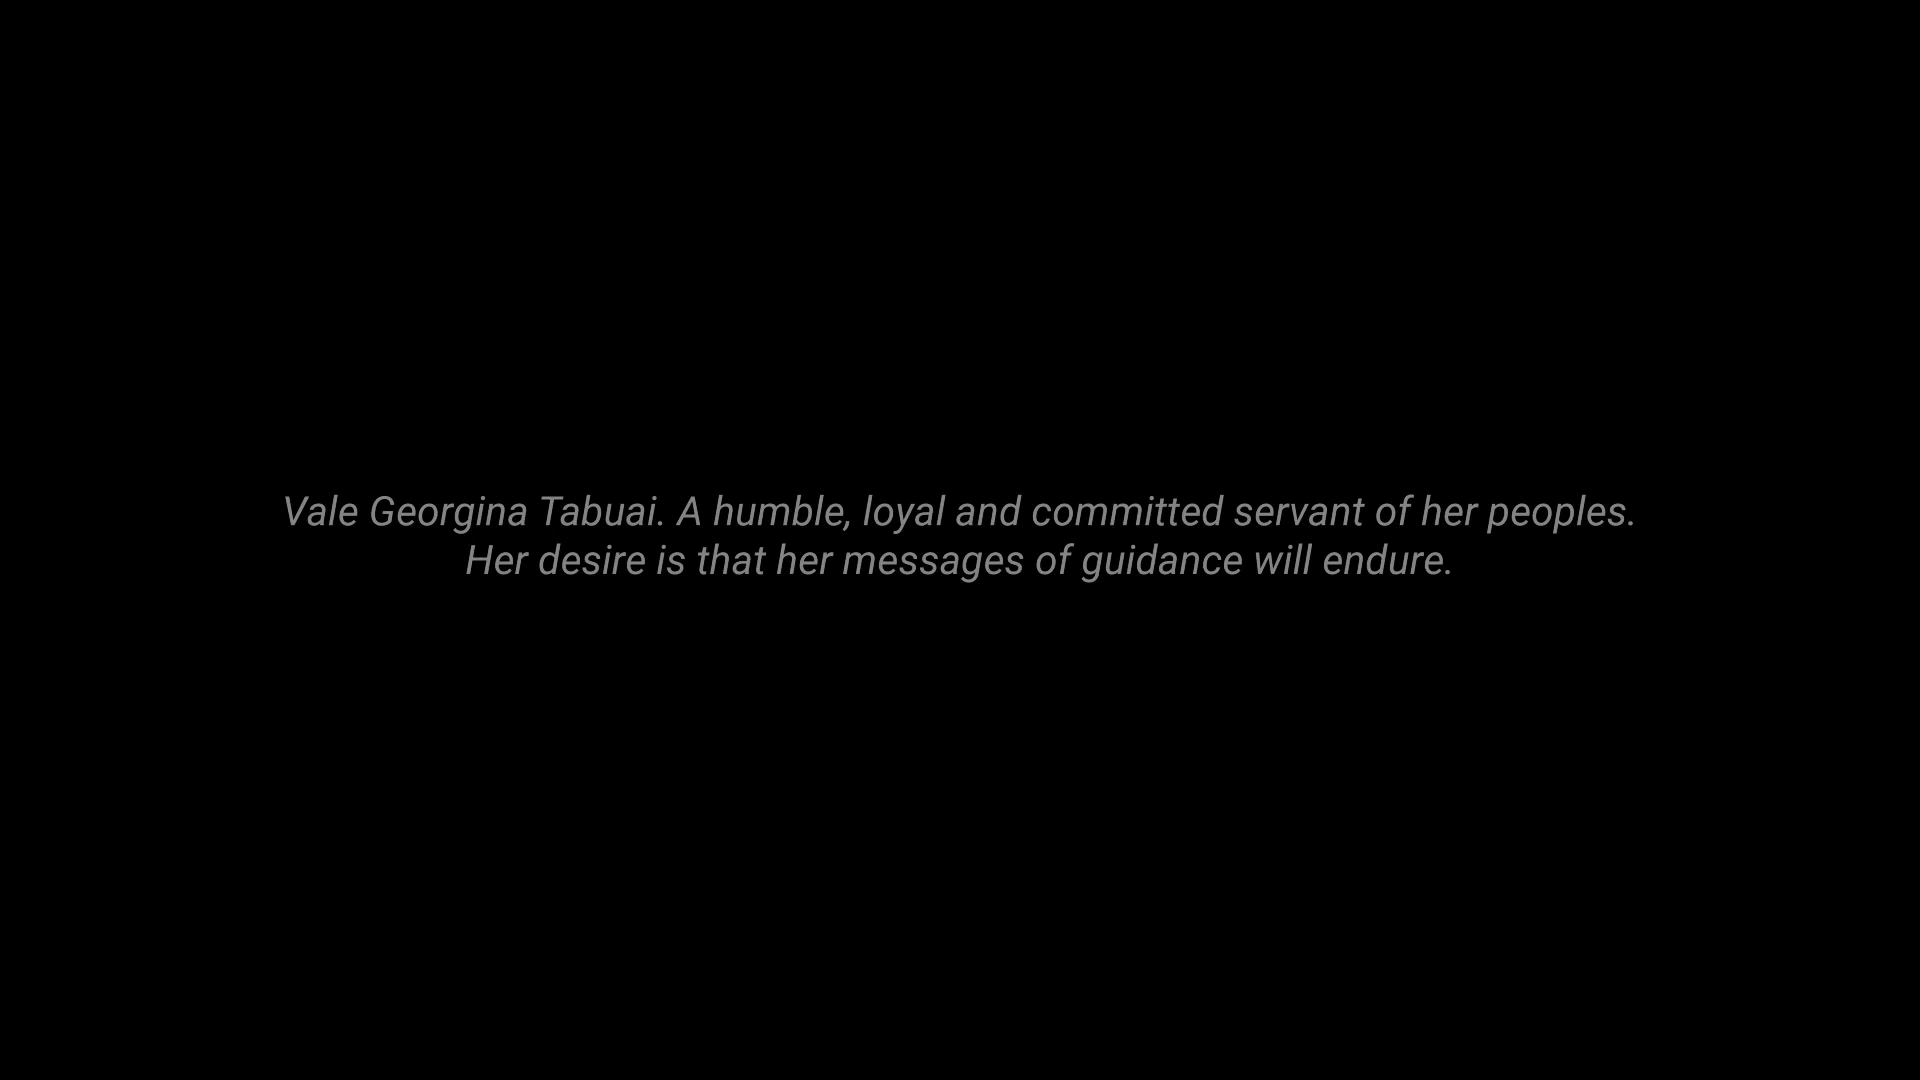 Vale Georgina Tabuai. A humble, loyal and committed servant of her peoples.
Her desire is that her messages of guidance will endure.